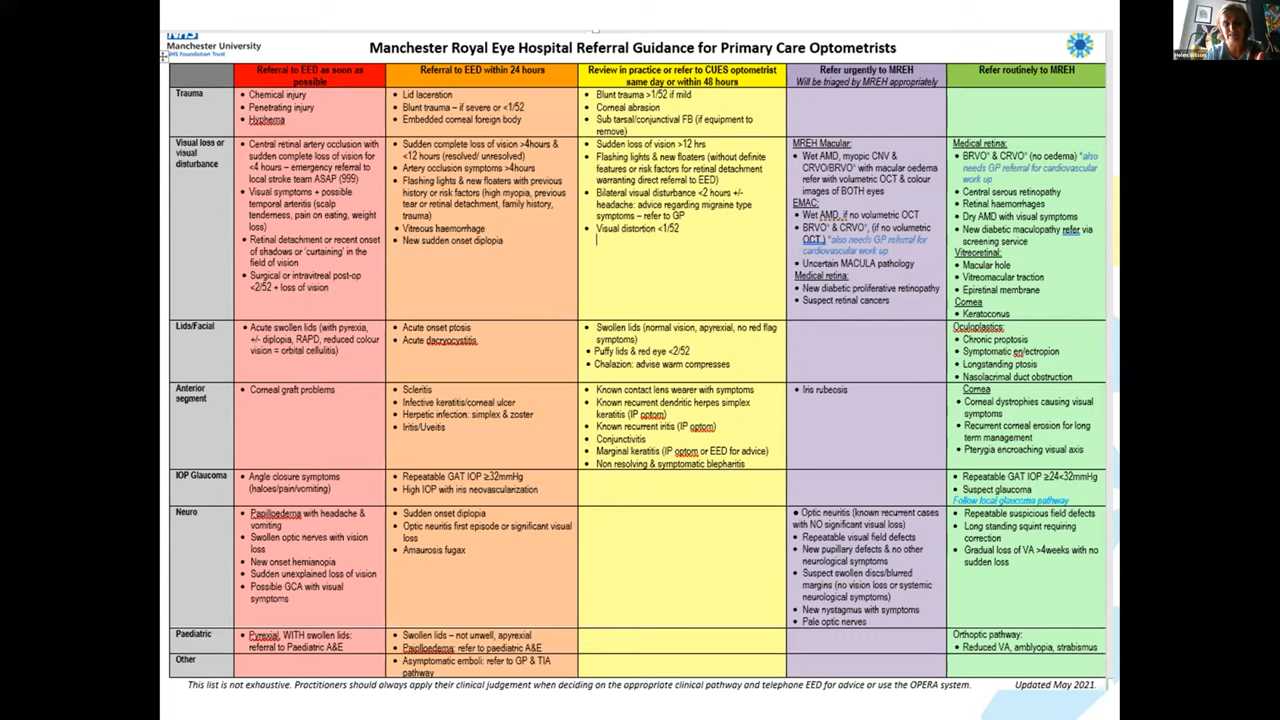 NHS
Manchester University
NHS Foundation Trust
Manchester Royal Eye Hospital Referral Guidance for Primary Care Optometrists
Helen Wilson
Referral to EED as soon as
possible
Referral to EED within 24 hours
Review in practice or refer to CUES optometrist
same day or within 48 hours
Refer urgently to MREH
Will be triaged by MREH appropriately
Refer routinely to MREH
Trauma
• Chemical injury
• Penetrating injury
• Hyphema
• Lid laceration
• Blunt trauma – if severe or <1/52
• Embedded corneal foreign body
• Blunt trauma >1/52 if mild
• Corneal abrasion
• Sub tarsal/conjunctival FB (if equipment to
remove)
Visual loss or
visual
disturbance
• Central retinal artery occlusion with
sudden complete loss of vision for
<4 hours – emergency referral to
local stroke team ASAP (999)
• Visual symptoms + possible
temporal arteritis (scalp
tenderness, pain on eating, weight
loss)
• Retinal detachment or recent onset
of shadows or 'curtaining' in the
field of vision
• Surgical or intravitreal post-op
<2/52 + loss of vision
• Sudden complete loss of vision >4hours &
<12 hours (resolved/ unresolved)
• Artery occlusion symptoms >4hours
• Flashing lights & new floaters with previous
history or risk factors (high myopia, previous
tear or retinal detachment, family history,
trauma)
• Vitreous haemorrhage
• New sudden onset diplopia
• Sudden loss of vision >12 hrs
• Flashing lights & new floaters (without definite
features or risk factors for retinal detachment
warranting direct referral to EED)
• Bilateral visual disturbance <2 hours +/-
headache: advice regarding migraine type
symptoms – refer to GP
• Visual distortion <1/52
MREH Macular:
• Wet AMD, myopic CNV &
CRVO/BRVO* with macular oedema
refer with volumetric OCT & colour
images of BOTH eyes
EMAC:
• Wet AMD, if no volumetric OCT
• BRVO* & CRVO*, (if no volumetric
OCT ) *also needs GP referral for
cardiovascular work up
• Uncertain MACULA pathology
Medical retina:
• New diabetic proliferative retinopathy
• Suspect retinal cancers
Medical retina:
• BRVO* & CRVO* (no oedema) *also
needs GP referral for cardiovascular
work up
• Central serous retinopathy
• Retinal haemorrhages
• Dry AMD with visual symptoms
• New diabetic maculopathy refer via
screening service
Vitreoretinal:
• Macular hole
• Vitreomacular traction
• Epiretinal membrane
Cornea
• Keratoconus
Lids/Facial
• Acute swollen lids (with pyrexia,
+/- diplopia, RAPD, reduced colour
vision = orbital cellulitis)
• Acute onset ptosis
• Acute dacryocystitis
• Swollen lids (normal vision, apyrexial, no red flag
symptoms)
• Puffy lids & red eye <2/52
• Chalazion: advise warm compresses
Oculoplastics:
• Chronic proptosis
• Symptomatic en/ectropion
• Longstanding ptosis
• Nasolacrimal duct obstruction
Anterior
segment
• Corneal graft problems
• Scleritis
• Infective keratitis/corneal ulcer
• Herpetic infection: simplex & zoster
• Iritis/Uveitis
• Known contact lens wearer with symptoms
• Known recurrent dendritic herpes simplex
keratitis (IP optom)
• Known recurrent iritis (IP optom)
• Conjunctivitis
• Marginal keratitis (IP optom or EED for advice)
• Non resolving & symptomatic blepharitis
• Iris rubeosis
Cornea
• Corneal dystrophies causing visual
symptoms
• Recurrent corneal erosion for long
term management
• Pterygia encroaching visual axis
IOP Glaucoma
• Angle closure symptoms
(haloes/pain/vomiting)
• Repeatable GAT IOP ≥32mmHg
• High IOP with iris neovascularization
• Repeatable GAT IOP ≥24<32mmHg
• Suspect glaucoma
Follow local glaucoma pathway
Neuro
• Papilloedema with headache &
vomiting
• Swollen optic nerves with vision
loss
• New onset hemianopia
• Sudden unexplained loss of vision
• Possible GCA with visual
symptoms
• Sudden onset diplopia
• Optic neuritis first episode or significant visual
loss
• Amaurosis fugax
• Optic neuritis (known recurrent cases
with NO significant visual loss)
• Repeatable visual field defects
• New pupillary defects & no other
neurological symptoms
• Suspect swollen discs/blurred
margins (no vision loss or systemic
neurological symptoms)
• New nystagmus with symptoms
• Pale optic nerves
• Repeatable suspicious field defects
• Long standing squint requiring
correction
• Gradual loss of VA >4weeks with no
sudden loss
Paediatric
• Pyrexial, WITH swollen lids:
referral to Paediatric A&E
• Swollen lids – not unwell, apyrexial
• Papilloedema: refer to paediatric A&E
Orthoptic pathway:
• Reduced VA, amblyopia, strabismus
Other
• Asymptomatic emboli: refer to GP & TIA
pathway
This list is not exhaustive. Practitioners should always apply their clinical judgement when deciding on the appropriate clinical pathway and telephone EED for advice or use the OPERA system.
Updated May 2021.